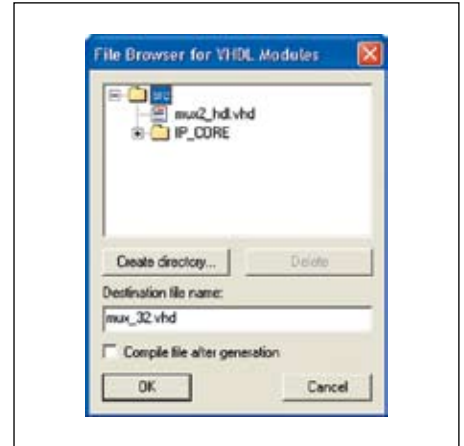 File Browser for VHDL Modules
src
mux2_hdl.vhd
IP_CORE
Create directory...
Delete
Destination file name:
mux_32.vhd
Compile file after generation
OK
Cancel